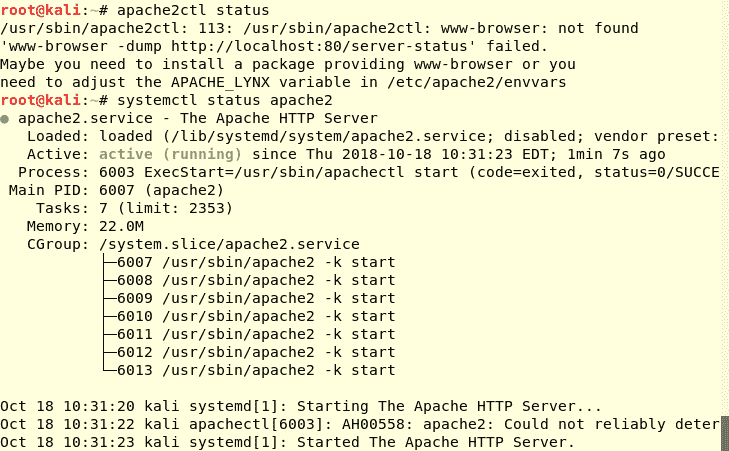 root@kali:~# apache2ctl status
/usr/sbin/apache2ctl: 113: /usr/sbin/apache2ctl: www-browser: not found
'www-browser -dump http://localhost:80/server-status' failed.
Maybe you need to install a package providing www-browser or you
need to adjust the APACHE_LYNX variable in /etc/apache2/envvars
root@kali:~# systemctl status apache2
● apache2.service - The Apache HTTP Server
   Loaded: loaded (/lib/systemd/system/apache2.service; disabled; vendor preset:
   Active: active (running) since Thu 2018-10-18 10:31:23 EDT; 1min 7s ago
  Process: 6003 ExecStart=/usr/sbin/apachectl start (code=exited, status=0/SUCCE
 Main PID: 6007 (apache2)
    Tasks: 7 (limit: 2353)
   Memory: 22.0M
   CGroup: /system.slice/apache2.service
           ├─6007 /usr/sbin/apache2 -k start
           ├─6008 /usr/sbin/apache2 -k start
           ├─6009 /usr/sbin/apache2 -k start
           ├─6010 /usr/sbin/apache2 -k start
           ├─6011 /usr/sbin/apache2 -k start
           ├─6012 /usr/sbin/apache2 -k start
           └─6013 /usr/sbin/apache2 -k start

Oct 18 10:31:20 kali systemd[1]: Starting The Apache HTTP Server...
Oct 18 10:31:22 kali apachectl[6003]: AH00558: apache2: Could not reliably deter
Oct 18 10:31:23 kali systemd[1]: Started The Apache HTTP Server.